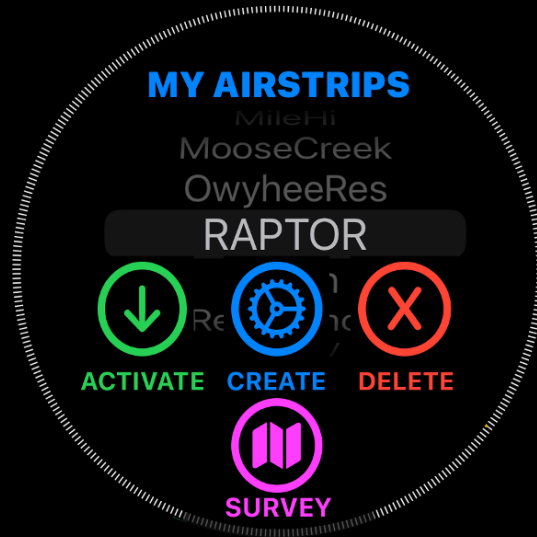 MY AIRSTRIPS
MileHi
MooseCreek
OwyheeRes
RAPTOR
ACTIVATE
CREATE
DELETE
SURVEY